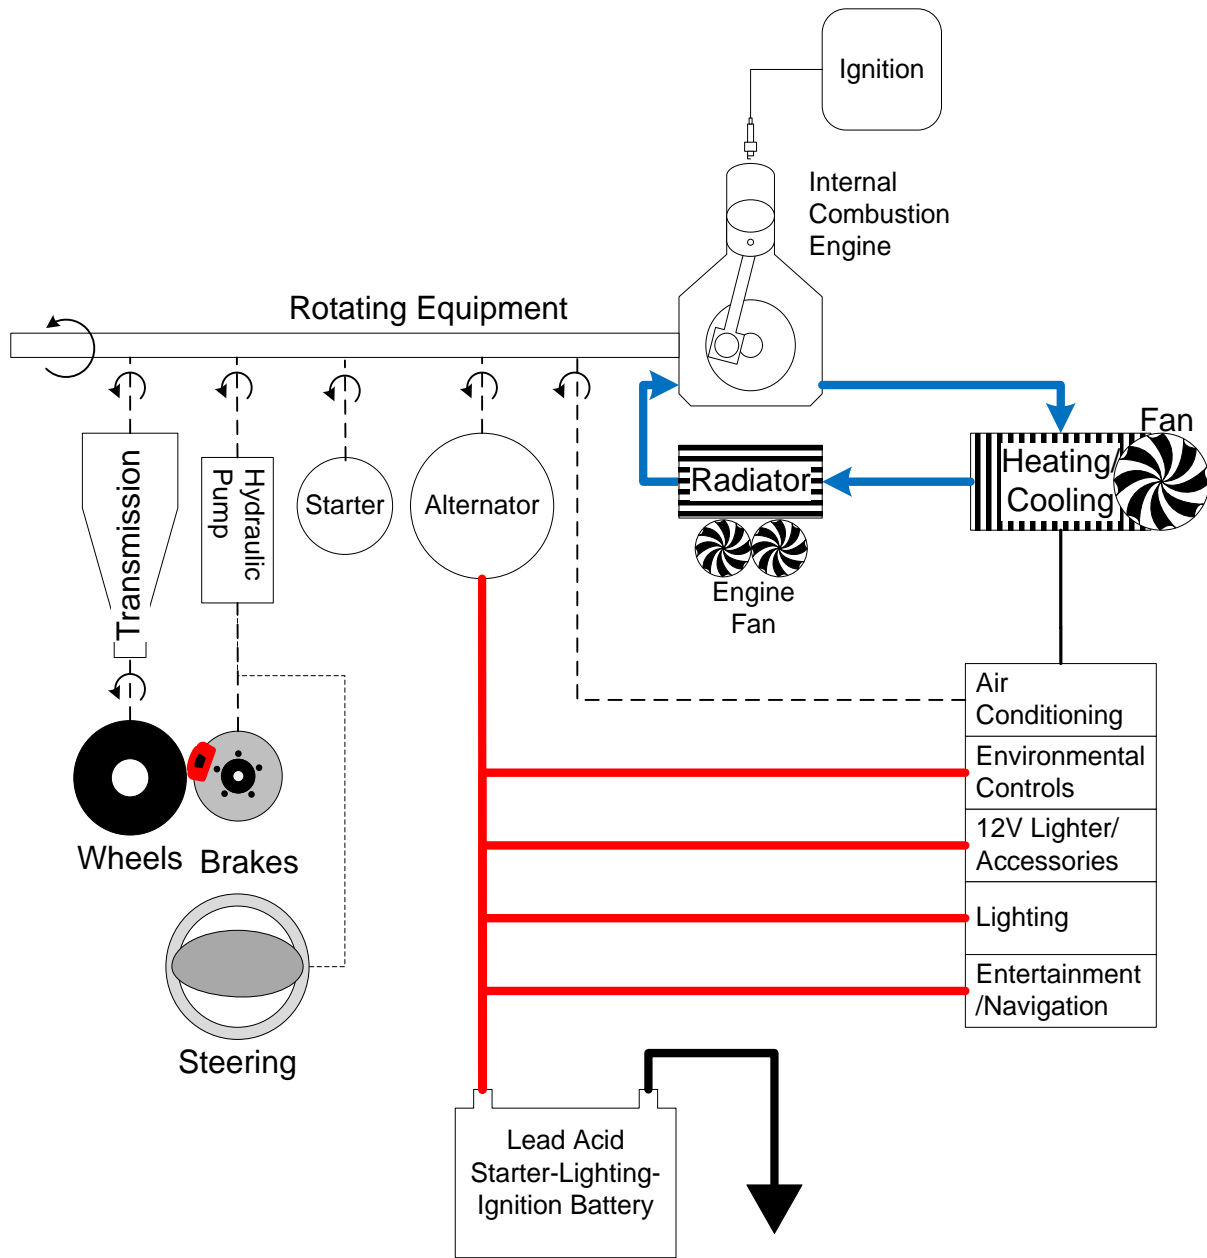 Ignition
Internal
Combustion
Engine
Rotating Equipment
Fan
Transmission
Hydraulic
Pump
Starter
Alternator
Radiator
Heating/
Cooling
Engine
Fan
Air
Conditioning
Environmental
Controls
12V Lighter/
Accessories
Lighting
Entertainment
/Navigation
Wheels
Brakes
Steering
Lead Acid
Starter-Lighting-
Ignition Battery